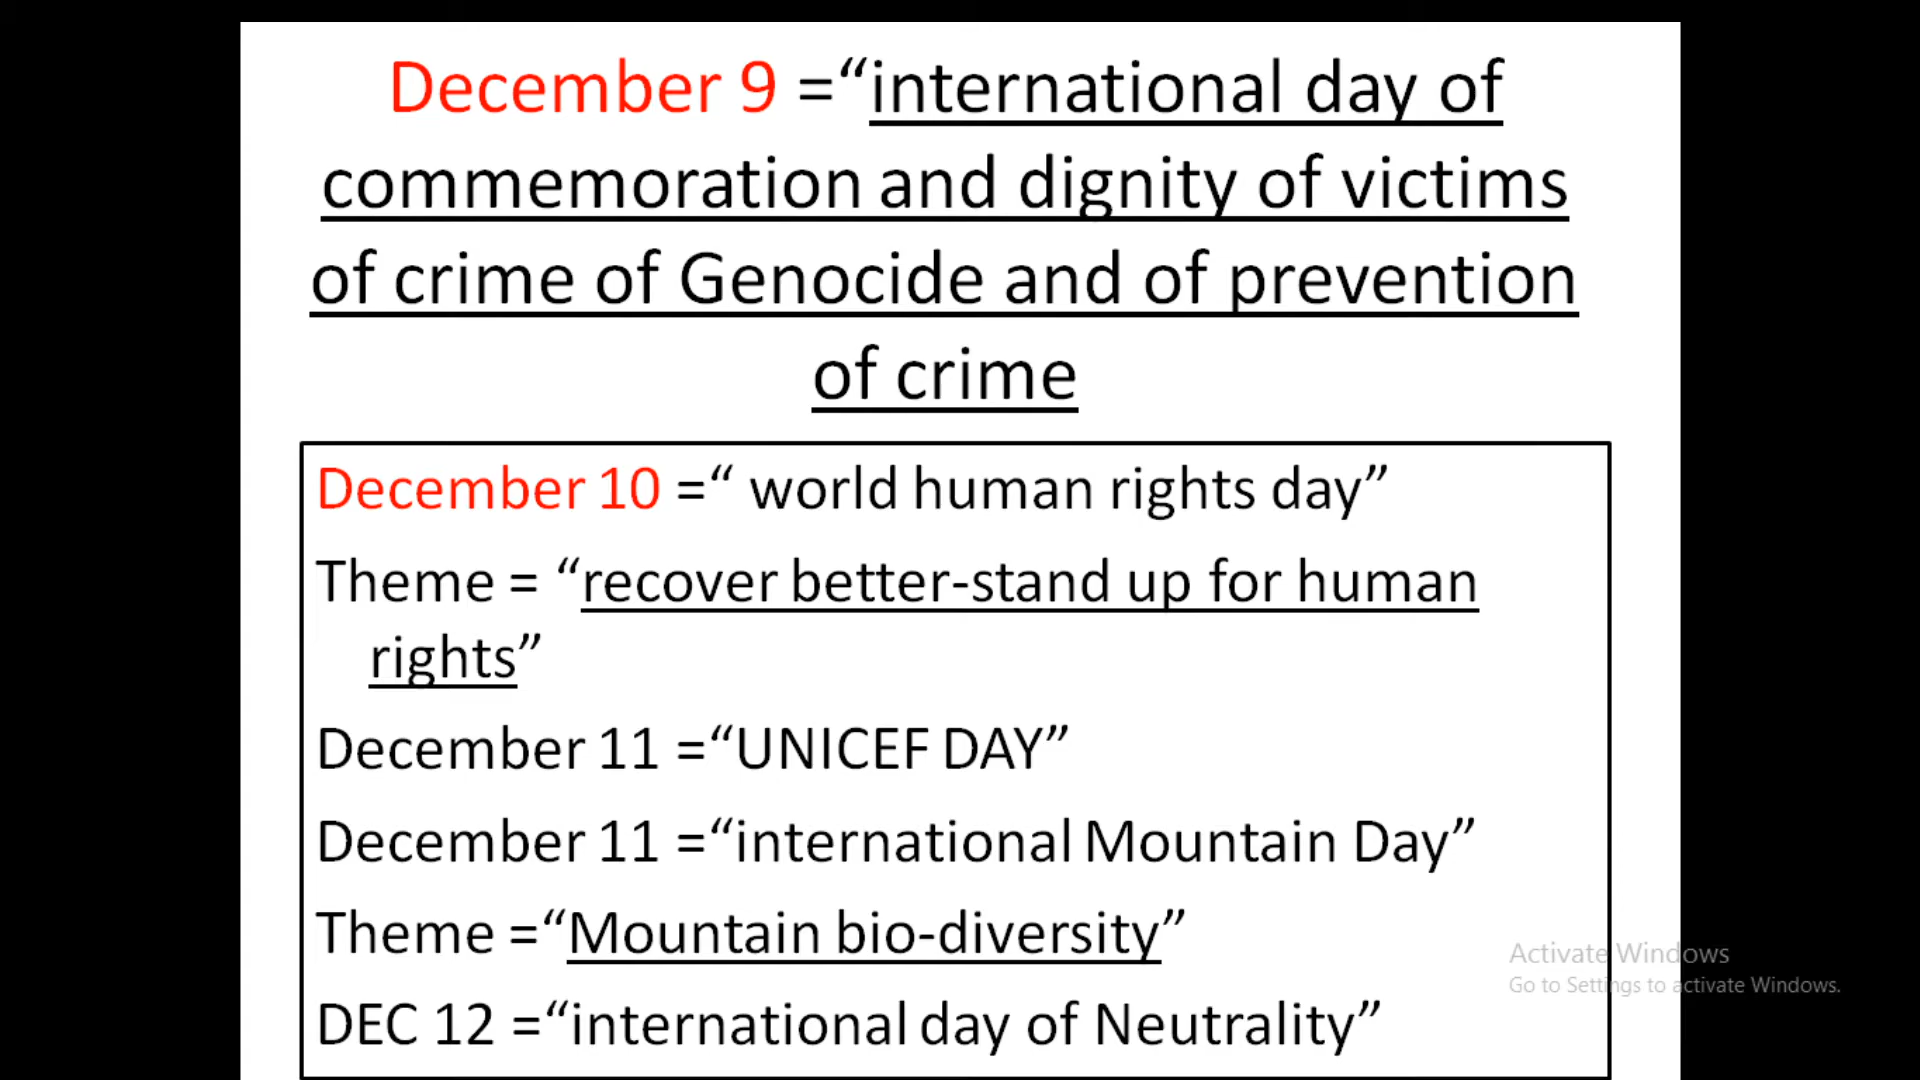 December 9 =“international day of
commemoration and dignity of victims
of crime of Genocide and of prevention
of crime
December 10 =“ world human rights day”
Theme = “recover better-stand up for human
rights”
December 11 =“UNICEF DAY”
December 11 =“international Mountain Day”
Theme =“Mountain bio-diversity”
DEC 12 =“international day of Neutrality”
Activate Windows
Go to Settings to activate Windows.